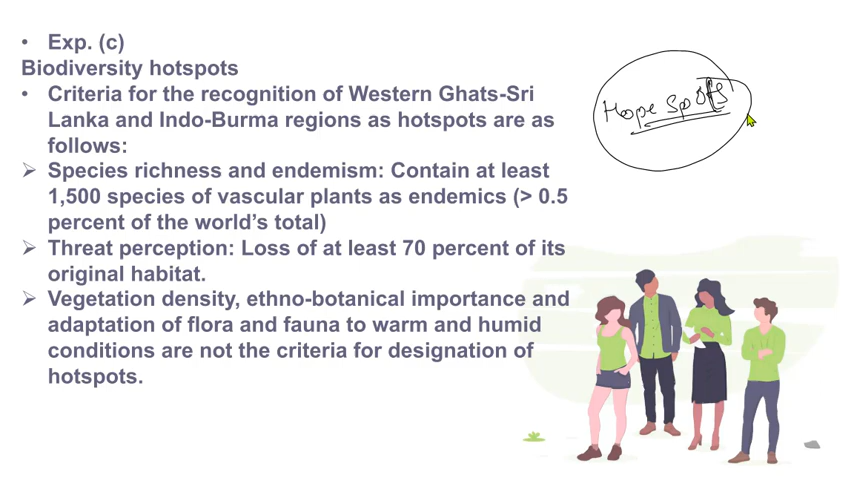 • Exp. (c)
Biodiversity hotspots
• Criteria for the recognition of Western Ghats-Sri
Lanka and Indo-Burma regions as hotspots are as
follows:
➢ Species richness and endemism: Contain at least
1,500 species of vascular plants as endemics (> 0.5
percent of the world's total)
➢ Threat perception: Loss of at least 70 percent of its
original habitat.
➢ Vegetation density, ethno-botanical importance and
adaptation of flora and fauna to warm and humid
conditions are not the criteria for designation of
hotspots.
Hope Spots